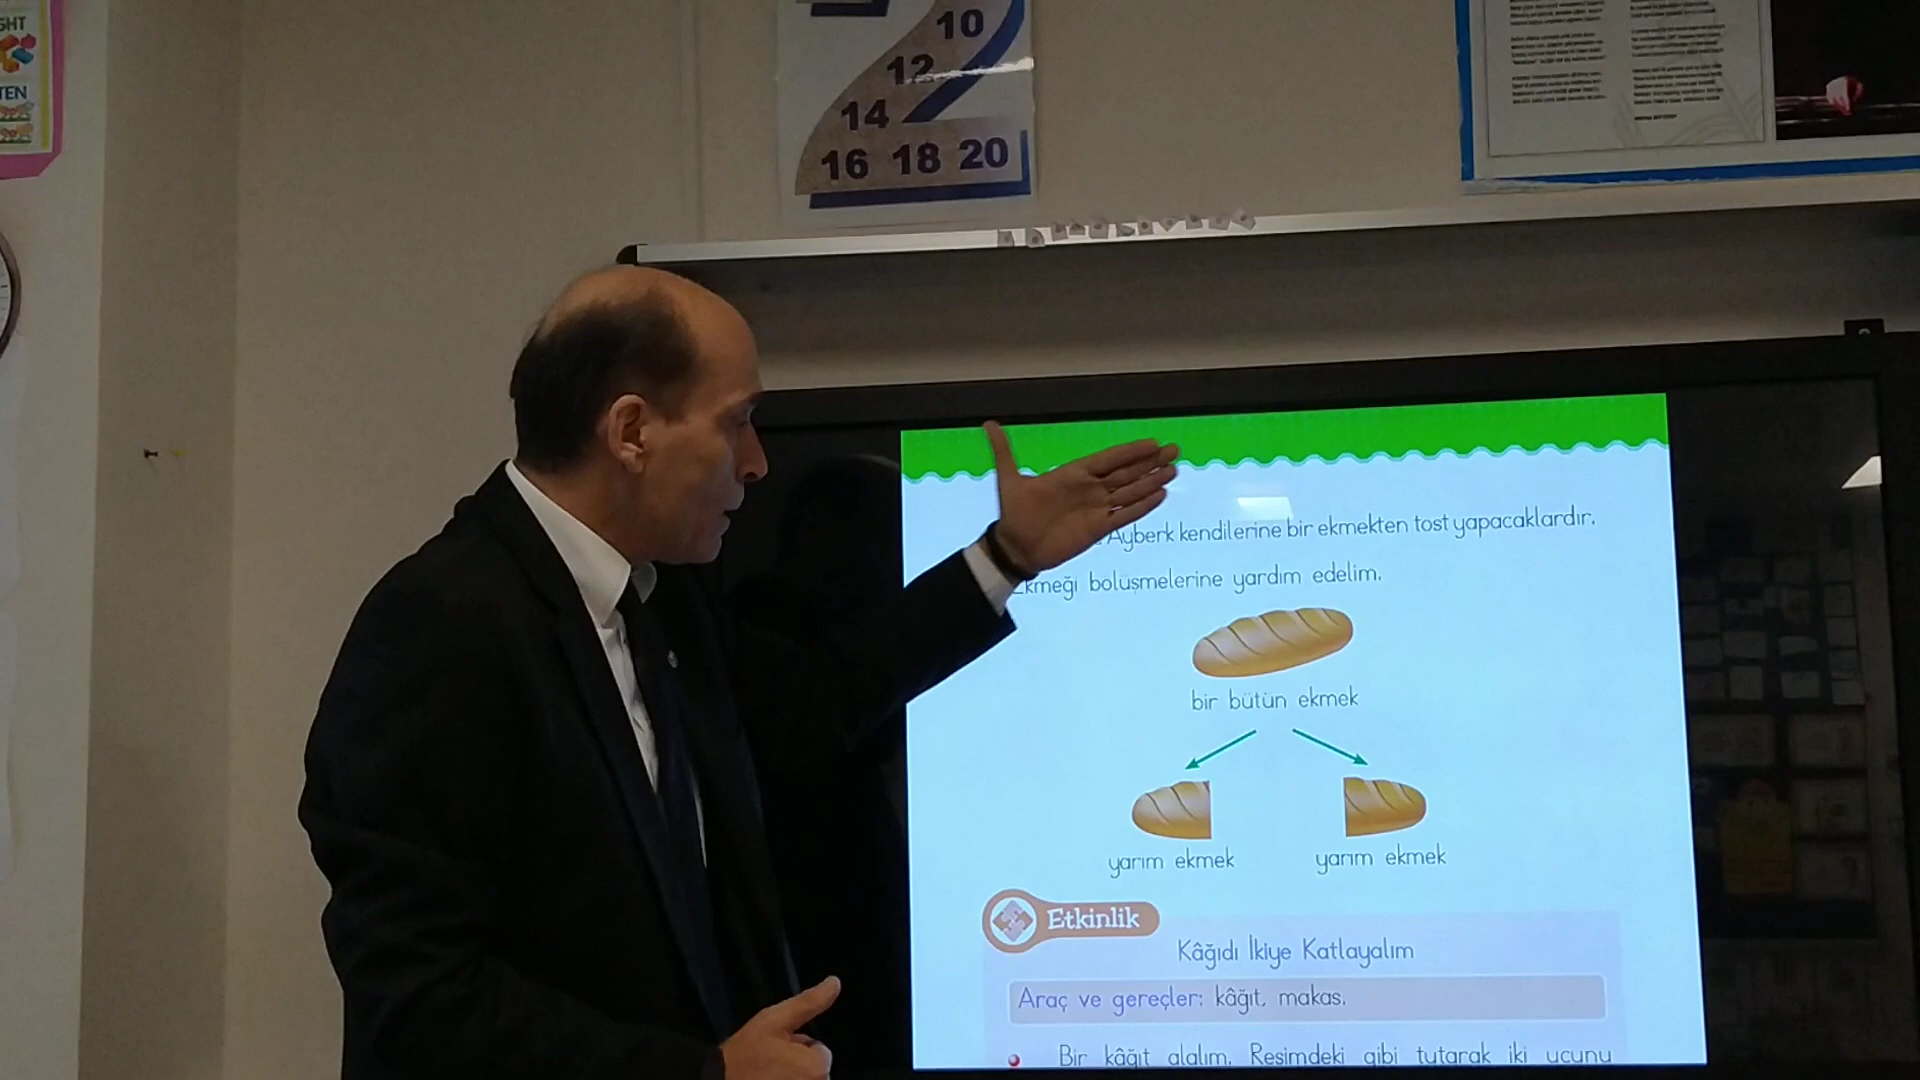 GHT
TEN
10
12
14
16 18 20
Ayberk kendilerine bir ekmekten tost yapacaklardır.
Ekmeği bölüşmelerine yardım edelim.
bir bütün ekmek
yarım ekmek
yarım ekmek
Etkinlik
Kâğıdı İkiye Katlayalım
Araç ve gereçler: kâğıt, makas.
Bir kâğıt alalım. Resimdeki gibi tutarak iki ucunu